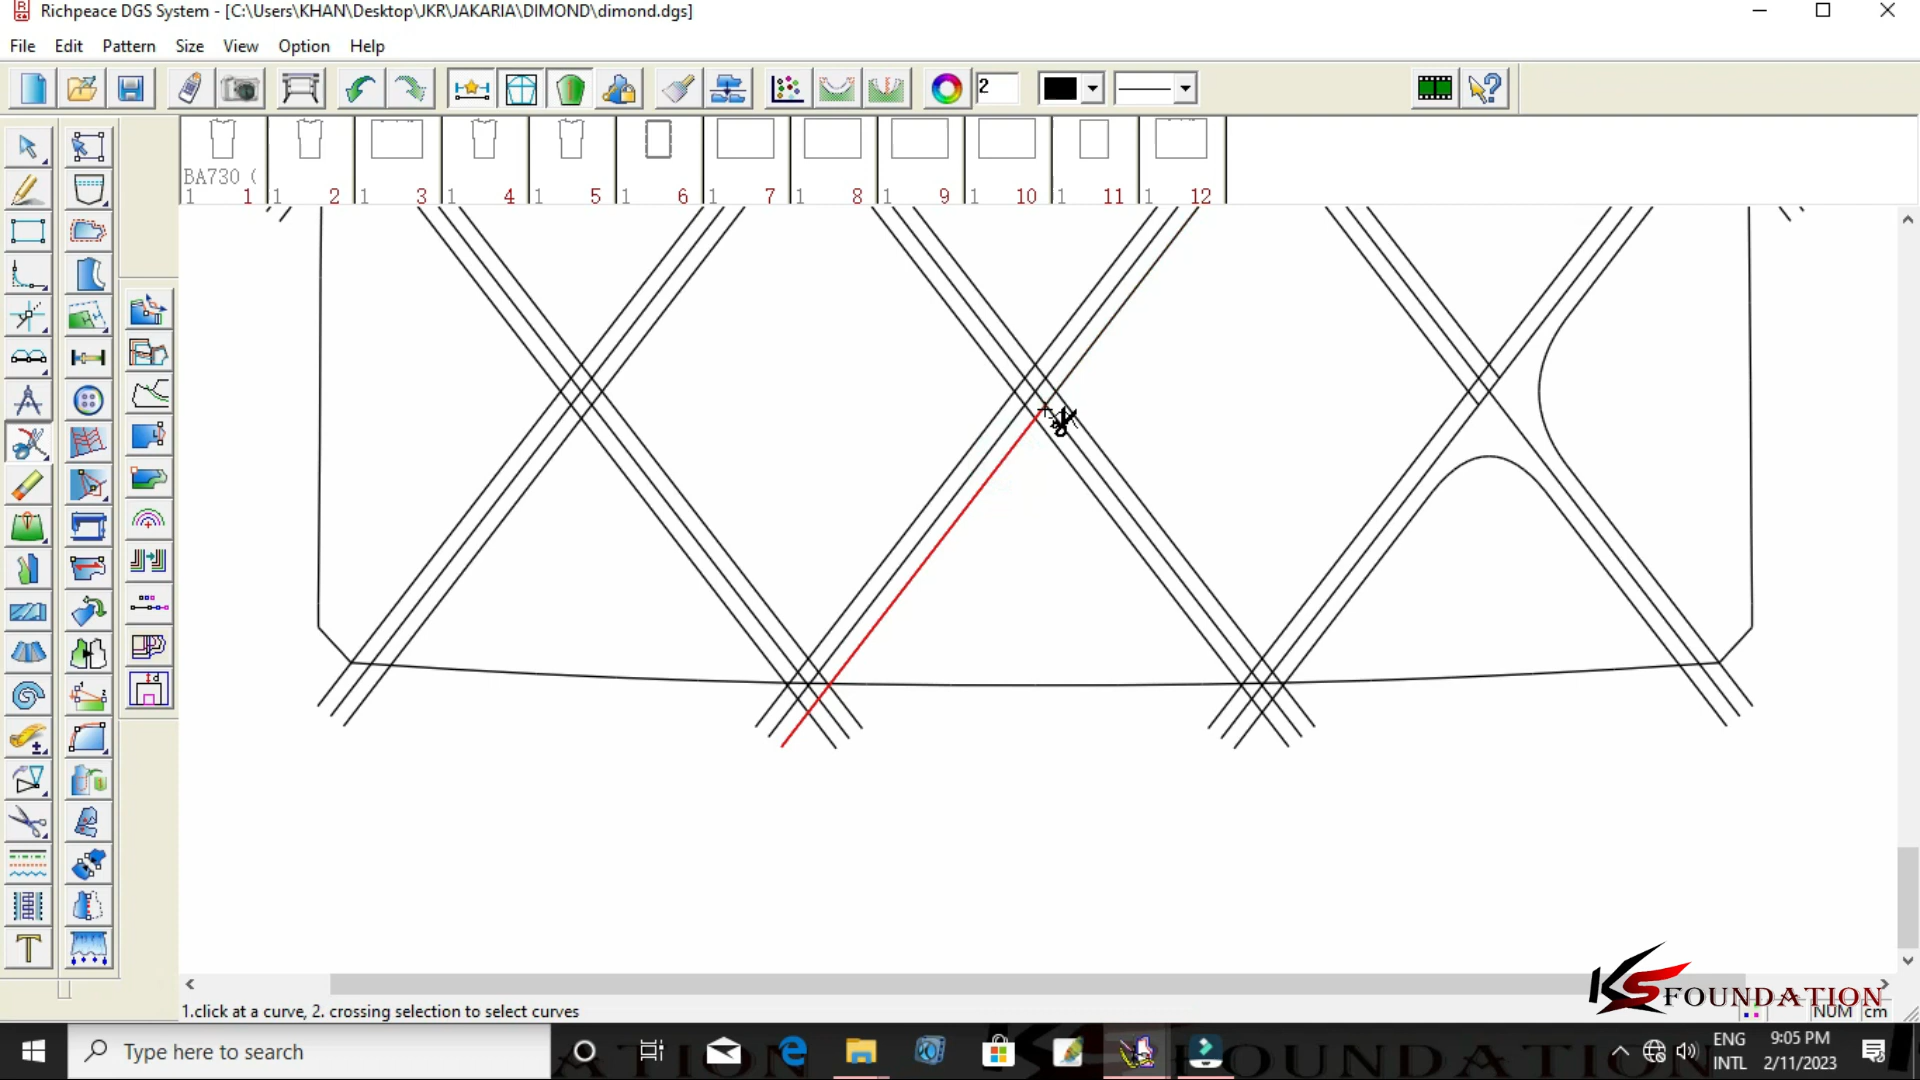 Richpeace DGS System - [C:\Users\KHAN\Desktop\JKR\JAKARIA\DIMOND\dimond.dgs]
File Edit Pattern Size View Option Help
2
BA730 (
1 1 1 2 1 3 1 4 1 5 1 6 1 7 1 8 1 9 1 10 1 11 1 12
T
KS FOUNDATION
1.click at a curve, 2. crossing selection to select curves
NUM cm
Type here to search
ATION
FOUNDATION
ENG
INTL
9:05 PM
2/11/2023